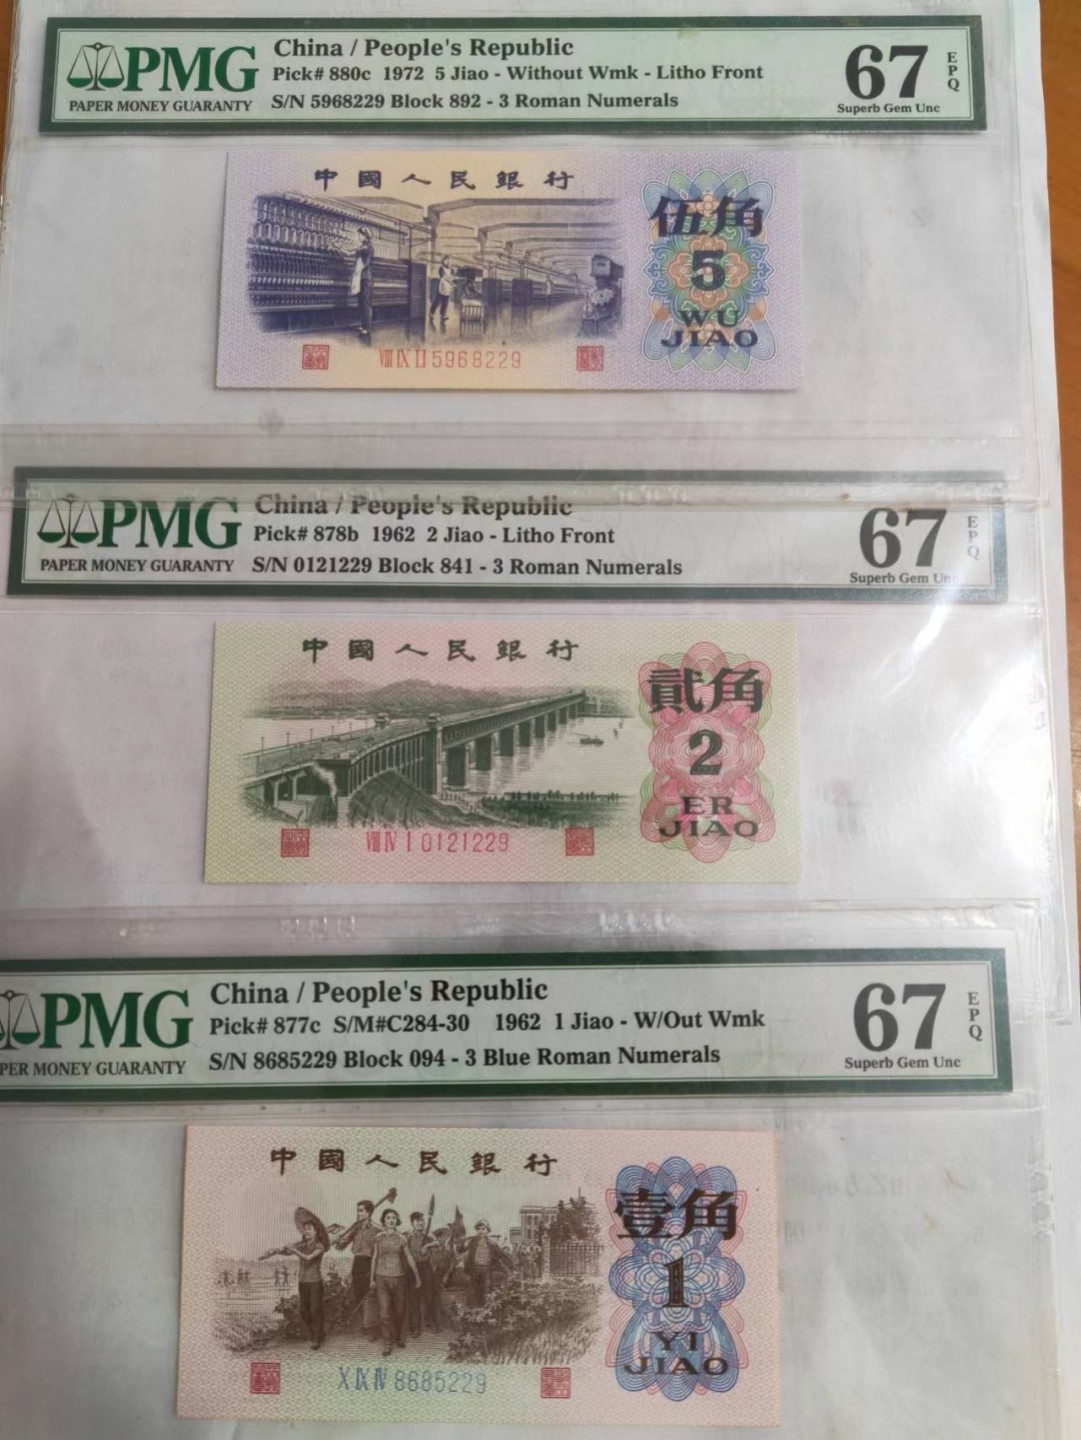 PMG
PAPER MONEY GUARANTY
China / People's Republic
Pick# 880c 1972 5 Jiao - Without Wmk - Litho Front
S/N 5968229 Block 892 - 3 Roman Numerals
67
EPQ
Superb Gem Unc
中國人民銀行
伍角
5
WU
JIAO
VIII IX II 5968229
PMG
PAPER MONEY GUARANTY
China / People's Republic
Pick# 878b 1962 2 Jiao - Litho Front
S/N 0121229 Block 841 - 3 Roman Numerals
67
EPQ
Superb Gem Unc
中國人民銀行
貳角
2
ER
JIAO
VIII IV I 0121229
PMG
PER MONEY GUARANTY
China / People's Republic
Pick# 877c S/M#C284-30 1962 1 Jiao - W/Out Wmk
S/N 8685229 Block 094 - 3 Blue Roman Numerals
67
EPQ
Superb Gem Unc
中國人民銀行
壹角
1
YI
JIAO
X IX IV 8685229